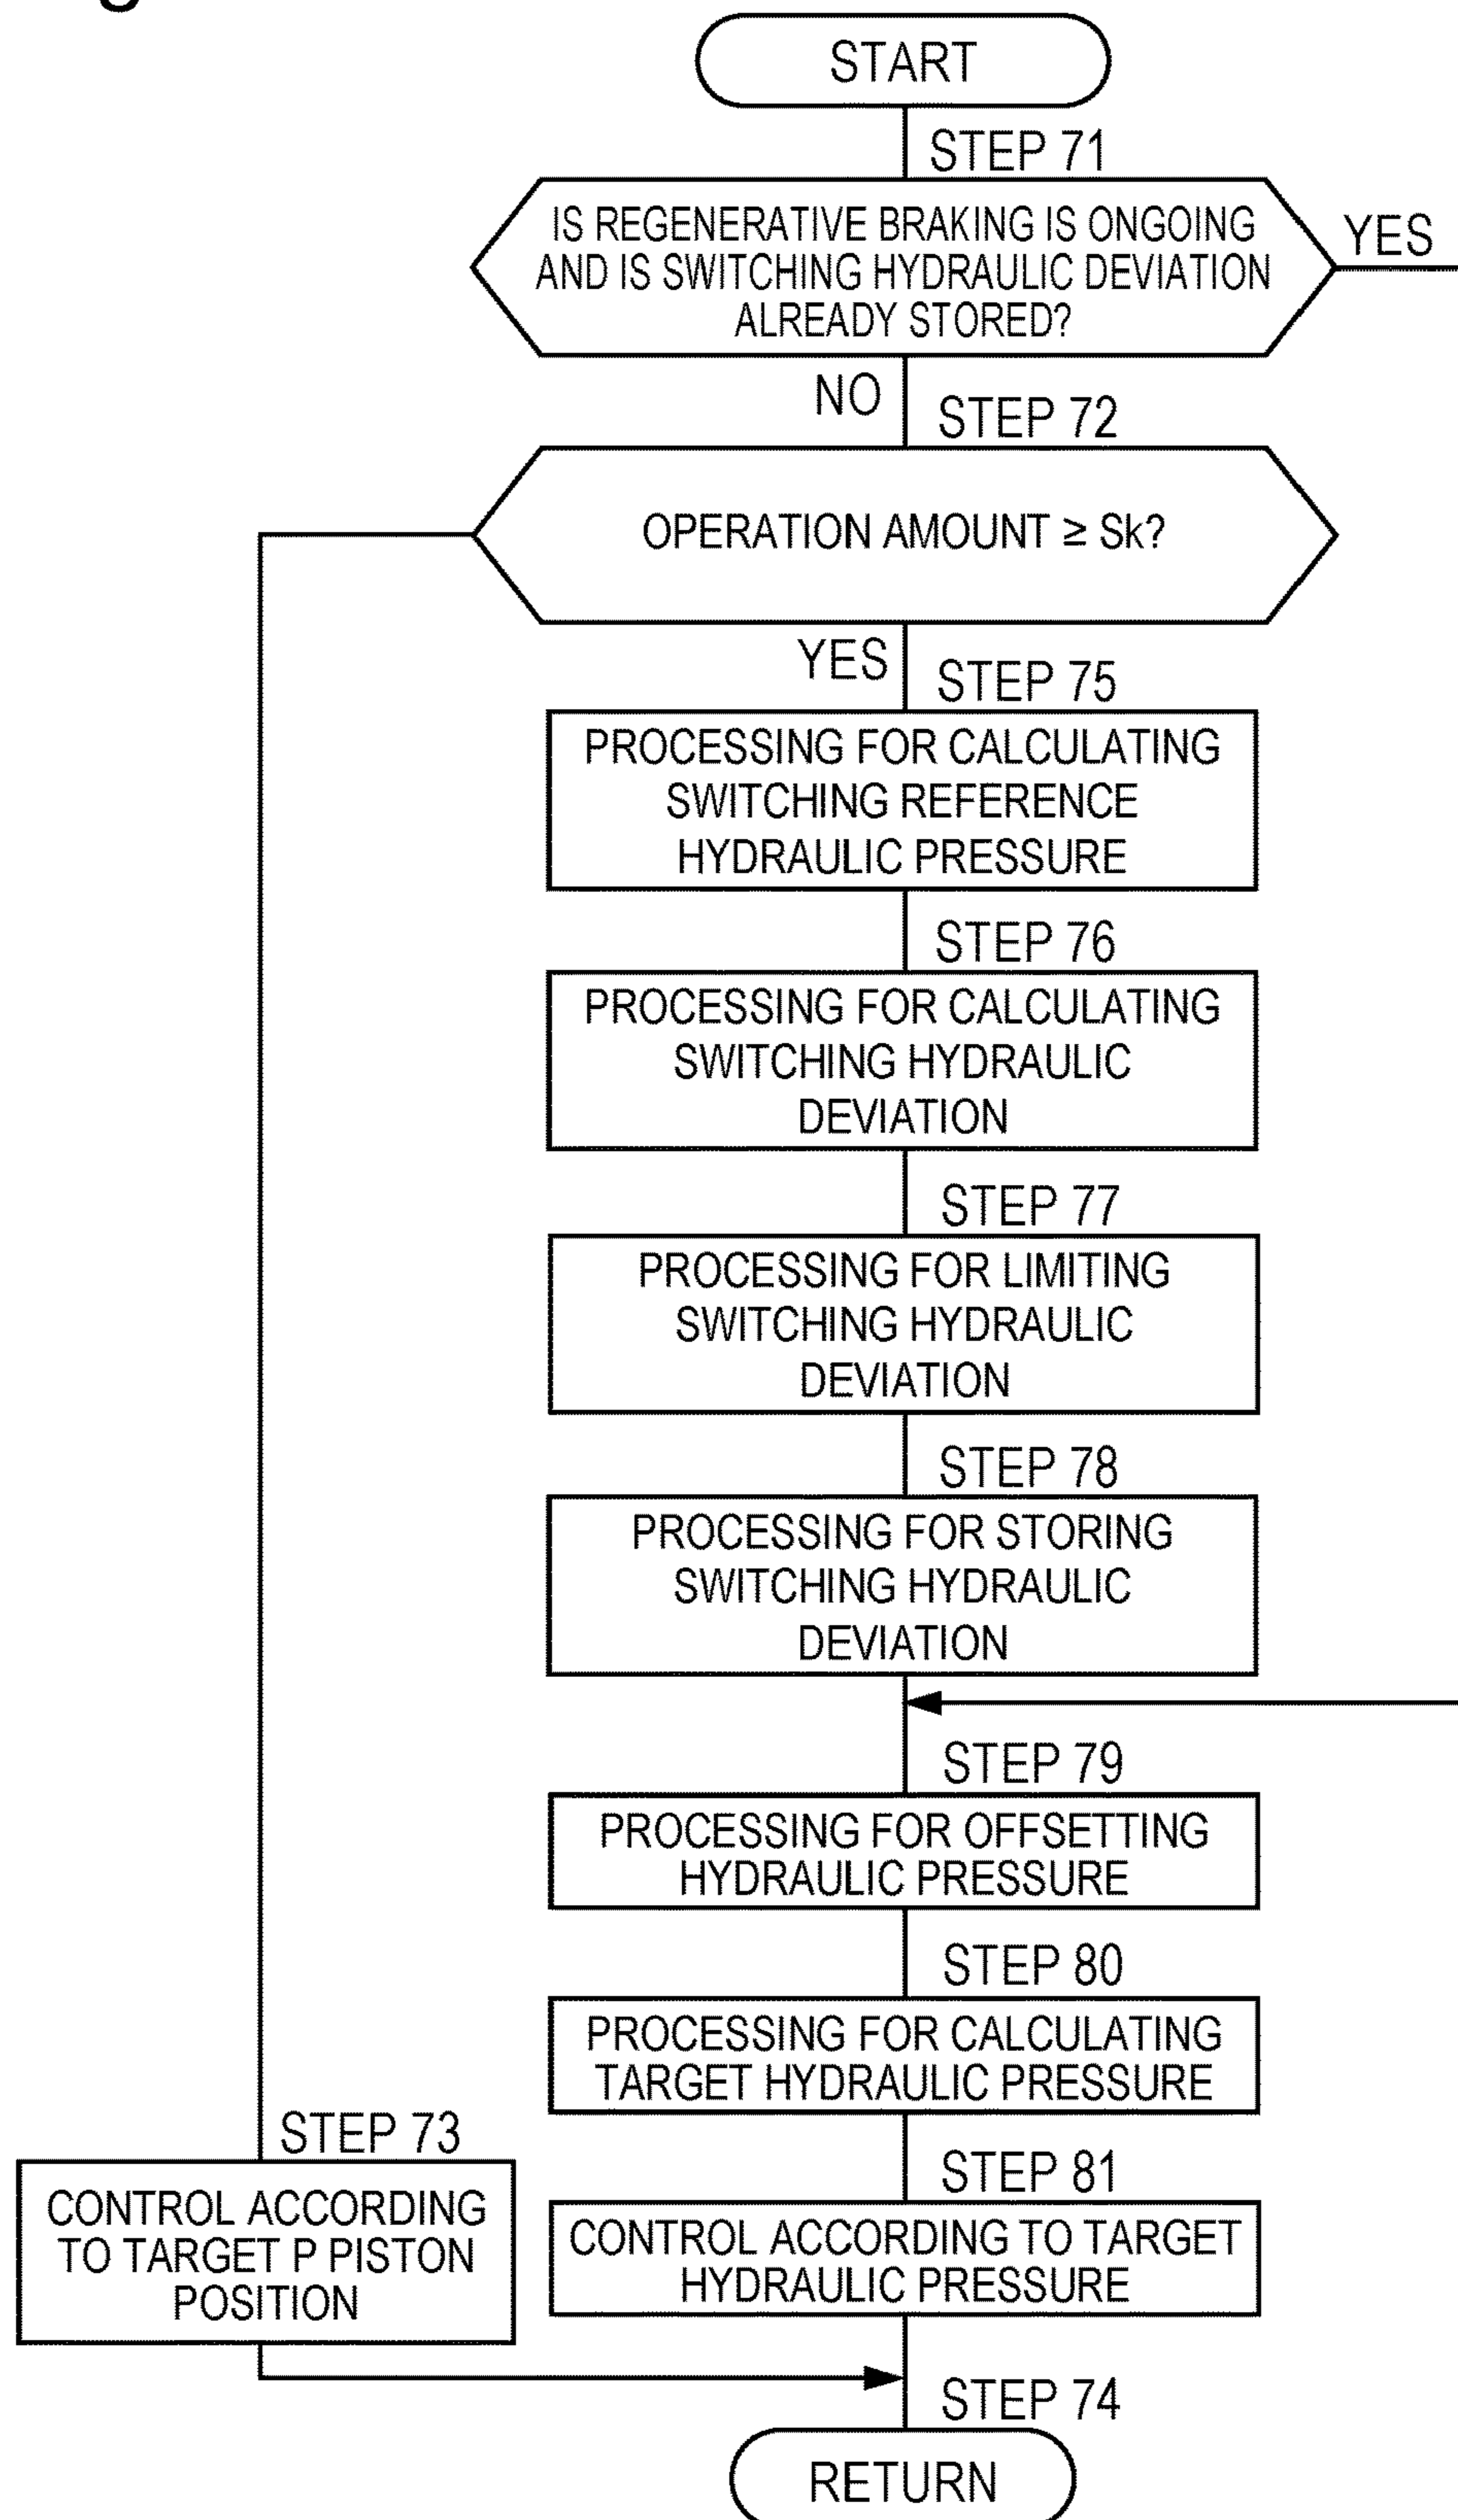 START
STEP 71
IS REGENERATIVE BRAKING IS ONGOING
AND IS SWITCHING HYDRAULIC DEVIATION
ALREADY STORED?
YES
NO
STEP 72
OPERATION AMOUNT ≥ Sk?
YES
STEP 75
PROCESSING FOR CALCULATING
SWITCHING REFERENCE
HYDRAULIC PRESSURE
STEP 76
PROCESSING FOR CALCULATING
SWITCHING HYDRAULIC
DEVIATION
STEP 77
PROCESSING FOR LIMITING
SWITCHING HYDRAULIC
DEVIATION
STEP 78
PROCESSING FOR STORING
SWITCHING HYDRAULIC
DEVIATION
STEP 79
PROCESSING FOR OFFSETTING
HYDRAULIC PRESSURE
STEP 80
PROCESSING FOR CALCULATING
TARGET HYDRAULIC PRESSURE
STEP 73
CONTROL ACCORDING
TO TARGET P PISTON
POSITION
STEP 81
CONTROL ACCORDING TO TARGET
HYDRAULIC PRESSURE
STEP 74
RETURN